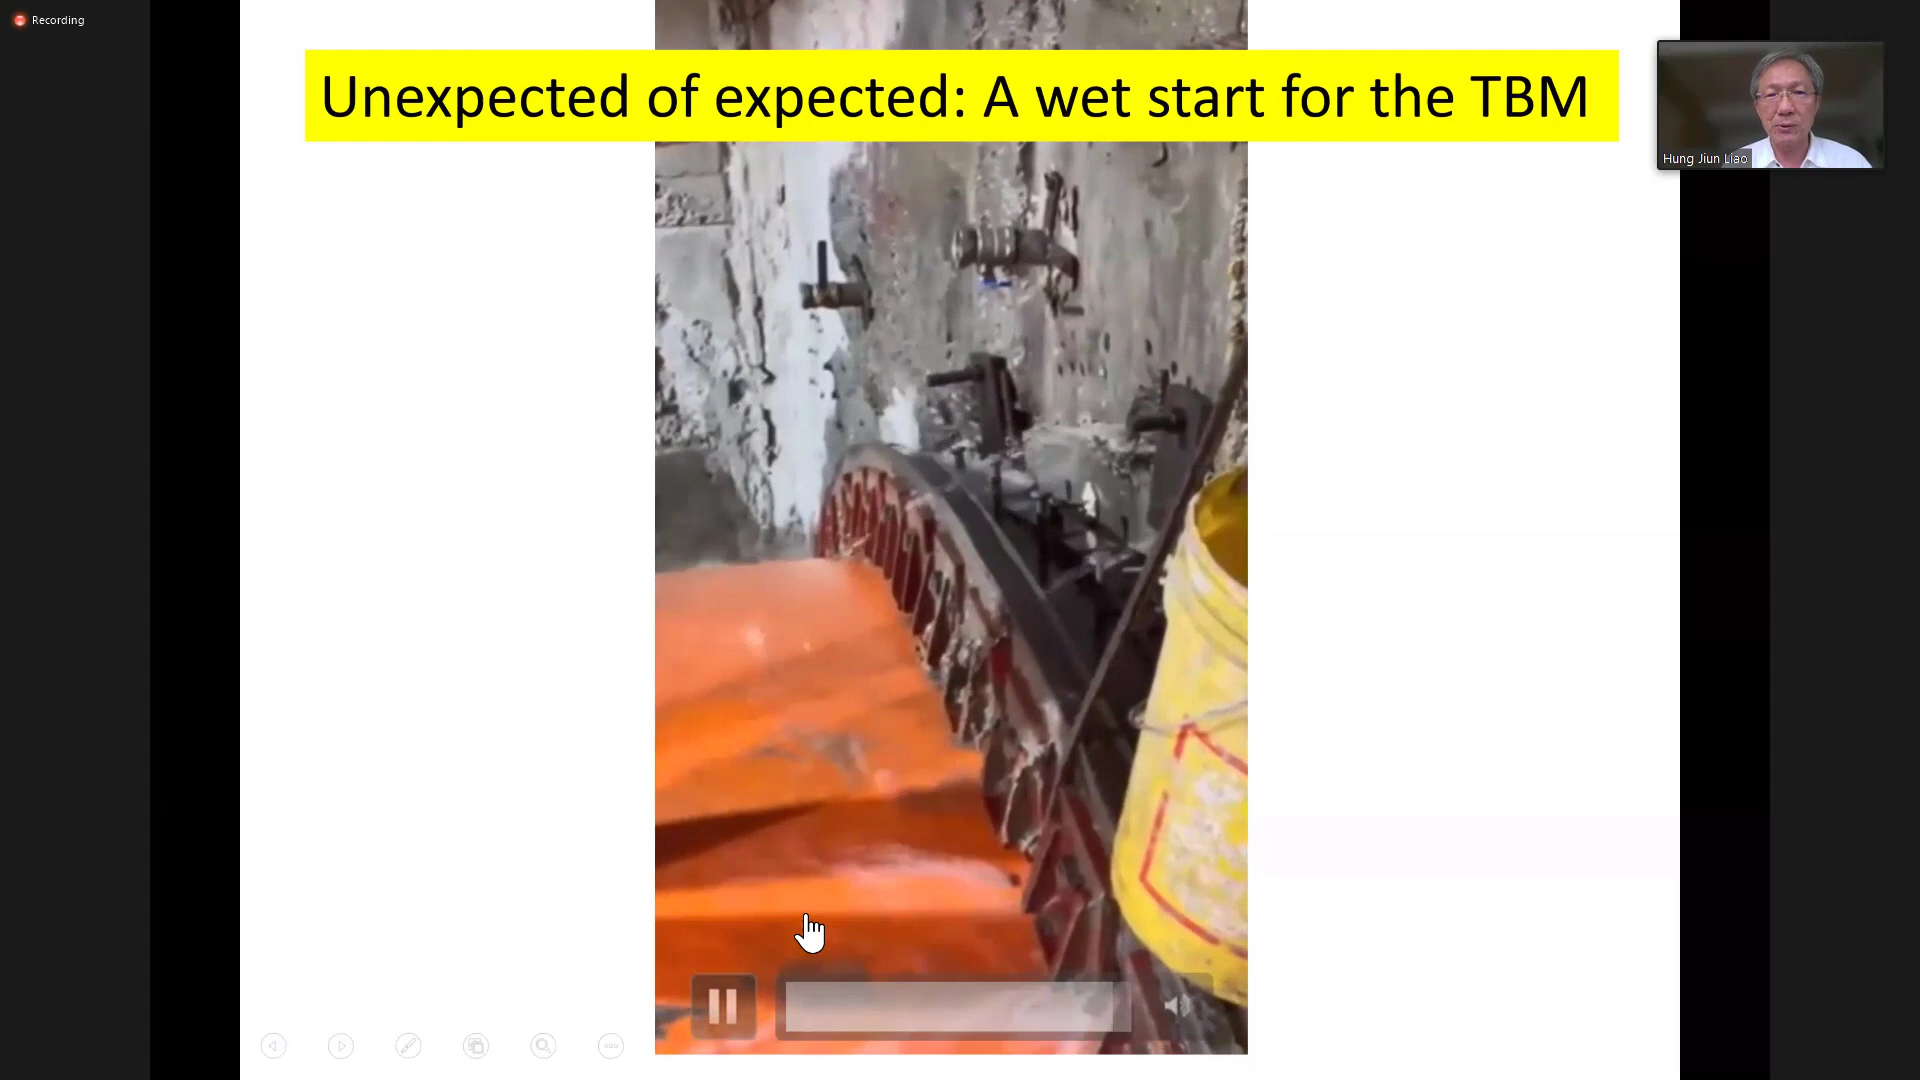 Recording
Unexpected of expected: A wet start for the TBM
Hung Jiun Liao